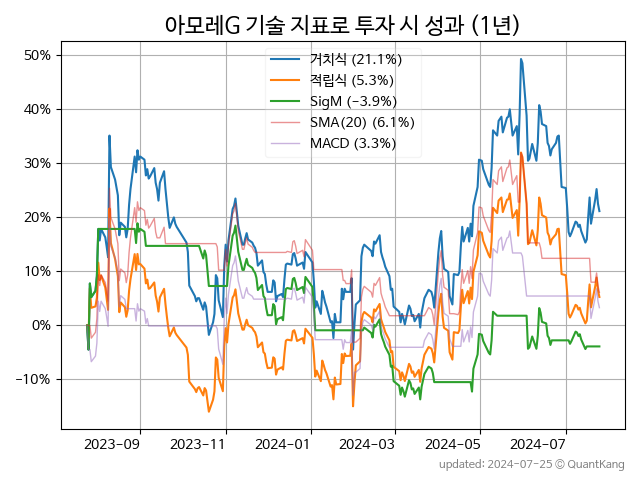 아모레G 기술 지표로 투자 시 성과 (1년)
거치식 (21.1%)
적립식 (5.3%)
SigM (−3.9%)
SMA(20) (6.1%)
MACD (3.3%)
50%
40%
30%
20%
10%
0%
−10%
2023-09 2023-11 2024-01 2024-03 2024-05 2024-07
updated: 2024-07-25 © QuantKang